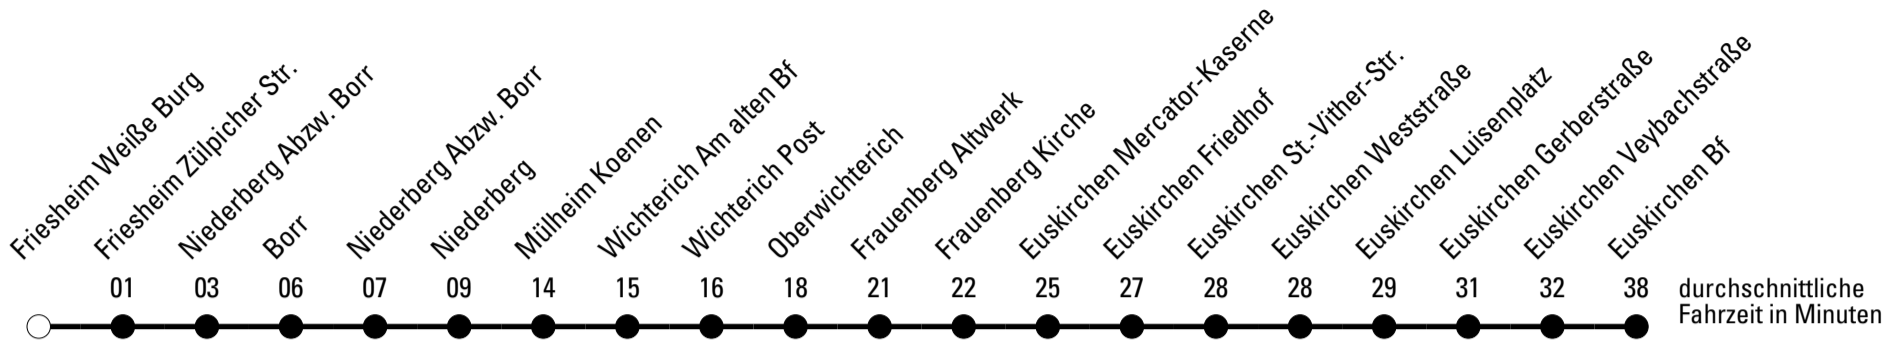 Friesheim Weiße Burg
Friesheim Zülpicher Str.
Niederberg Abzw. Borr
Borr
Niederberg Abzw. Borr
Niederberg
Mülheim Koenen
Wichterich Am alten Bf
Wichterich Post
Oberwichterich
Frauenberg Altwerk
Frauenberg Kirche
Euskirchen Mercator-Kaserne
Euskirchen Friedhof
Euskirchen St.-Vither-Str.
Euskirchen Weststraße
Euskirchen Luisenplatz
Euskirchen Gerberstraße
Euskirchen Veybachstraße
Euskirchen Bf
01 03 06 07 09 14 15 16 18 21 22 25 27 28 28 29 31 32 38
durchschnittliche
Fahrzeit in Minuten